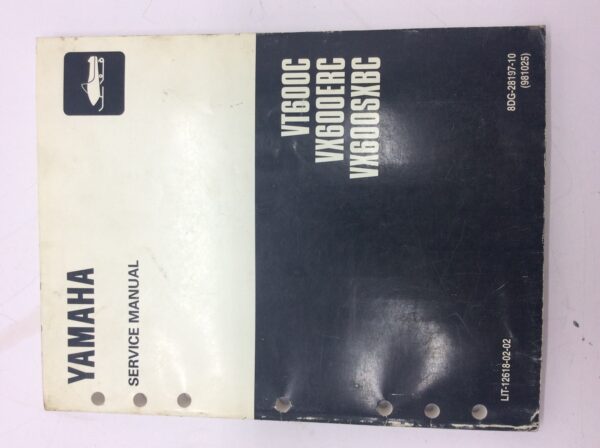 YAMAHA
SERVICE MANUAL
VT600C
VX600ERC
VX600SXBC
LIT-12618-02-02
8DG-28197-10
(981025)